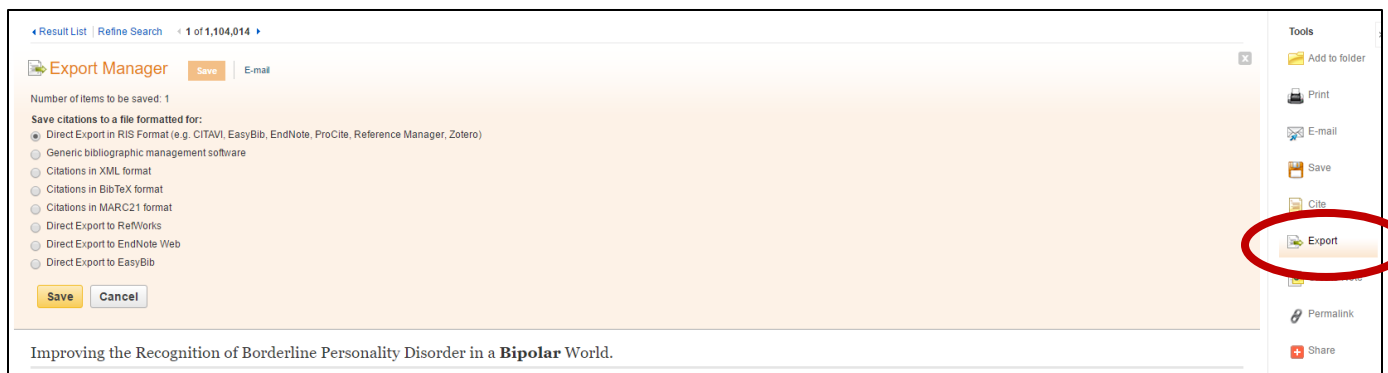 Result List | Refine Search 1 of 1,104,014
Export Manager Save E-mail
Number of items to be saved: 1
Save citations to a file formatted for:
Direct Export in RIS Format (e.g. CITAVI, EasyBib, EndNote, ProCite, Reference Manager, Zotero)
Generic bibliographic management software
Citations in XML format
Citations in BibTeX format
Citations in MARC21 format
Direct Export to RefWorks
Direct Export to EndNote Web
Direct Export to EasyBib
Save Cancel
Improving the Recognition of Borderline Personality Disorder in a Bipolar World.
Tools
Add to folder
Print
E-mail
Save
Cite
Export
Permalink
Share